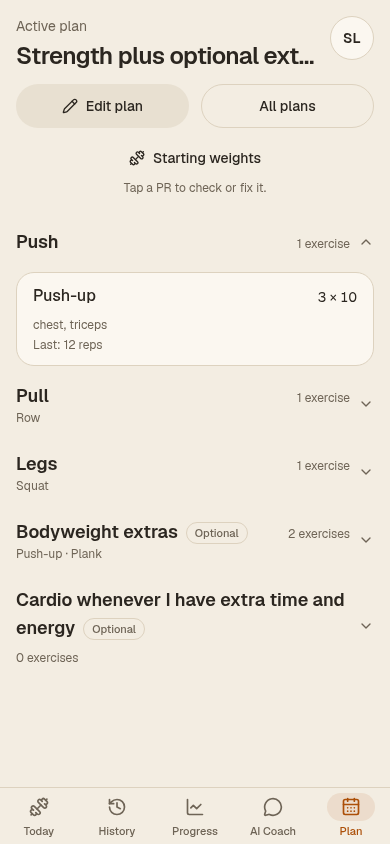 Active plan
Strength plus optional ext...
SL
Edit plan
All plans
Starting weights
Tap a PR to check or fix it.
Push
1 exercise
Push-up
3 × 10
chest, triceps
Last: 12 reps
Pull
1 exercise
Row
Legs
1 exercise
Squat
Bodyweight extras
Optional
2 exercises
Push-up · Plank
Cardio whenever I have extra time and
energy
Optional
0 exercises
Today
History
Progress
AI Coach
Plan